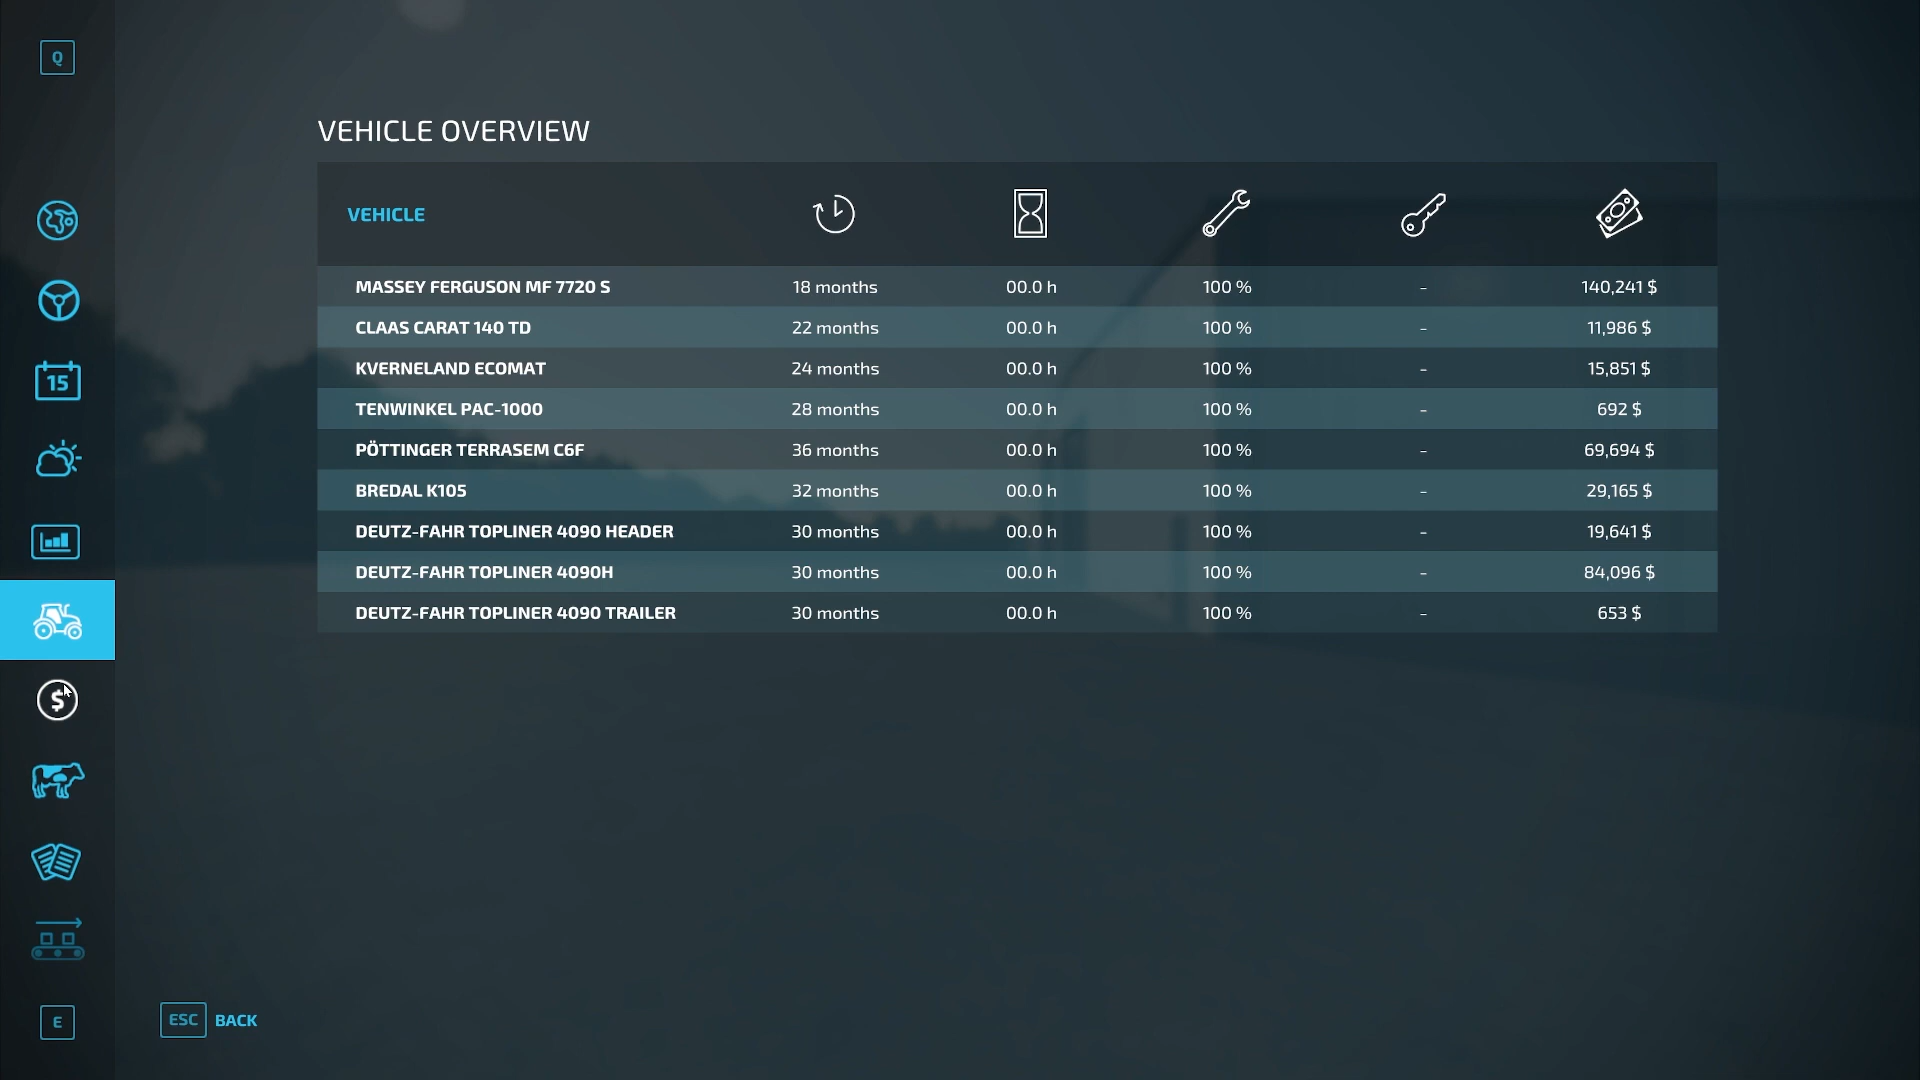 Q
VEHICLE OVERVIEW
VEHICLE
MASSEY FERGUSON MF 7720 S 18 months 00.0 h 100 % - 140,241 $
CLAAS CARAT 140 TD 22 months 00.0 h 100 % - 11,986 $
KVERNELAND ECOMAT 24 months 00.0 h 100 % - 15,851 $
TENWINKEL PAC-1000 28 months 00.0 h 100 % - 692 $
PÖTTINGER TERRASEM C6F 36 months 00.0 h 100 % - 69,694 $
BREDAL K105 32 months 00.0 h 100 % - 29,165 $
DEUTZ-FAHR TOPLINER 4090 HEADER 30 months 00.0 h 100 % - 19,641 $
DEUTZ-FAHR TOPLINER 4090H 30 months 00.0 h 100 % - 84,096 $
DEUTZ-FAHR TOPLINER 4090 TRAILER 30 months 00.0 h 100 % - 653 $
15
$
E
ESC BACK